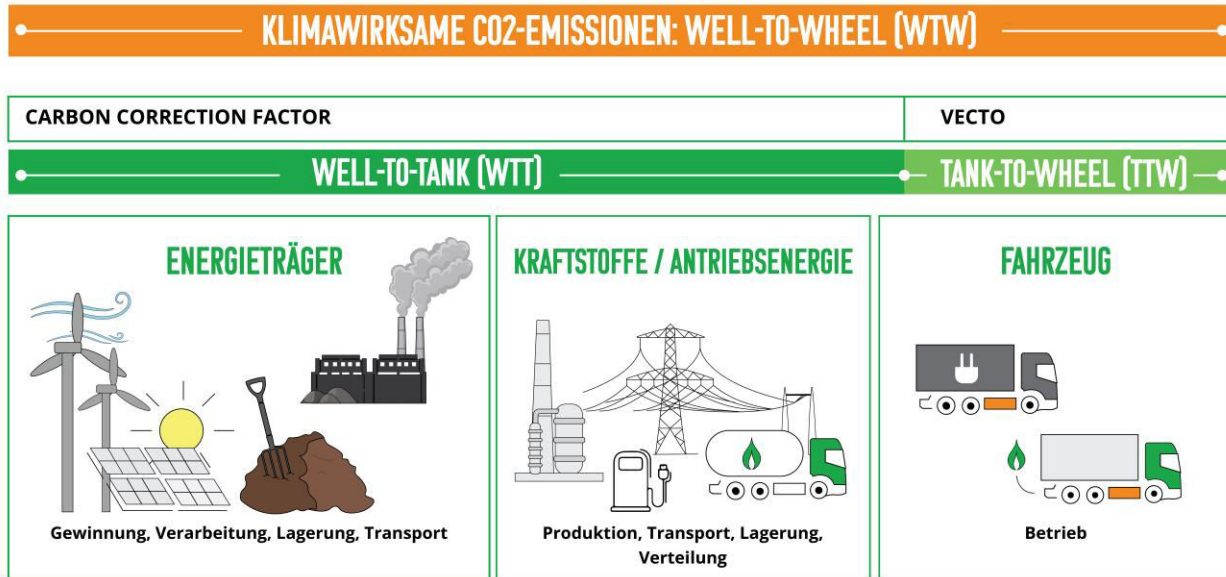 KLIMAWIRKSAME CO2-EMISSIONEN: WELL-TO-WHEEL (WTW)
CARBON CORRECTION FACTOR
VECTO
WELL-TO-TANK (WTT)
TANK-TO-WHEEL (TTW)
ENERGIETRÄGER
Gewinnung, Verarbeitung, Lagerung, Transport
KRAFTSTOFFE / ANTRIEBSENERGIE
Produktion, Transport, Lagerung,
Verteilung
FAHRZEUG
Betrieb